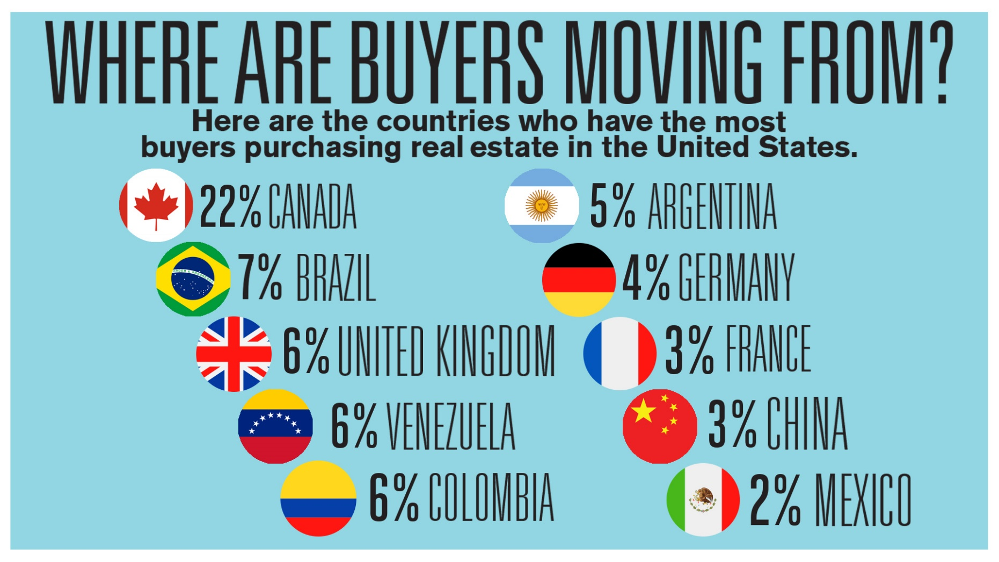 WHERE ARE BUYERS MOVING FROM?
Here are the countries who have the most
buyers purchasing real estate in the United States.
22% CANADA
7% BRAZIL
6% UNITED KINGDOM
6% VENEZUELA
6% COLOMBIA
5% ARGENTINA
4% GERMANY
3% FRANCE
3% CHINA
2% MEXICO